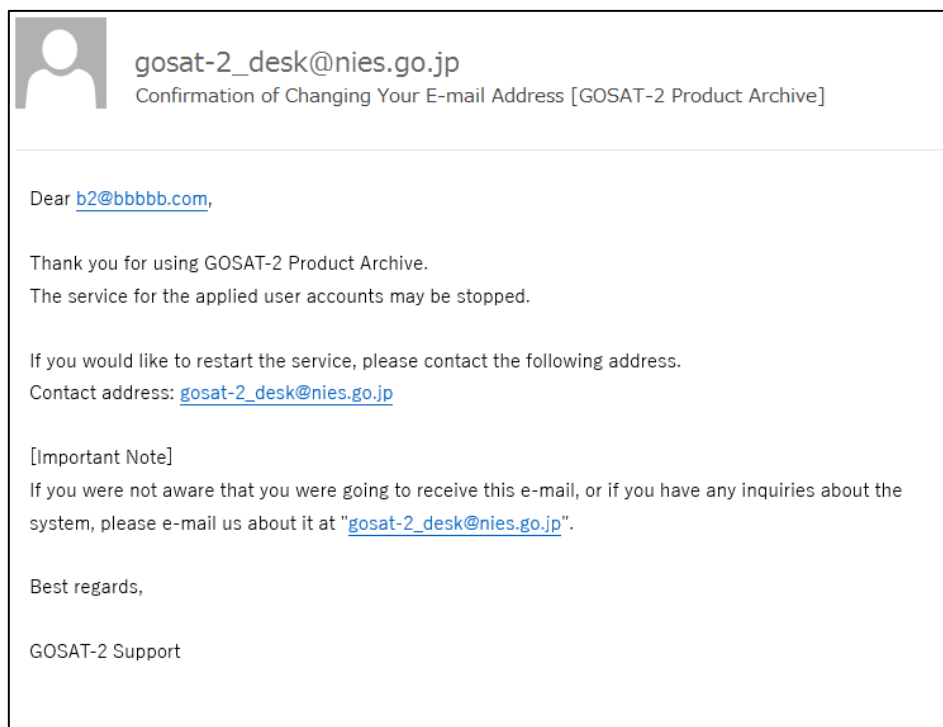 gosat-2_desk@nies.go.jp
Confirmation of Changing Your E-mail Address [GOSAT-2 Product Archive]
Dear b2@bbbbb.com,
Thank you for using GOSAT-2 Product Archive.
The service for the applied user accounts may be stopped.
If you would like to restart the service, please contact the following address.
Contact address: gosat-2_desk@nies.go.jp
[Important Note]
If you were not aware that you were going to receive this e-mail, or if you have any inquiries about the
system, please e-mail us about it at "gosat-2_desk@nies.go.jp".
Best regards,
GOSAT-2 Support